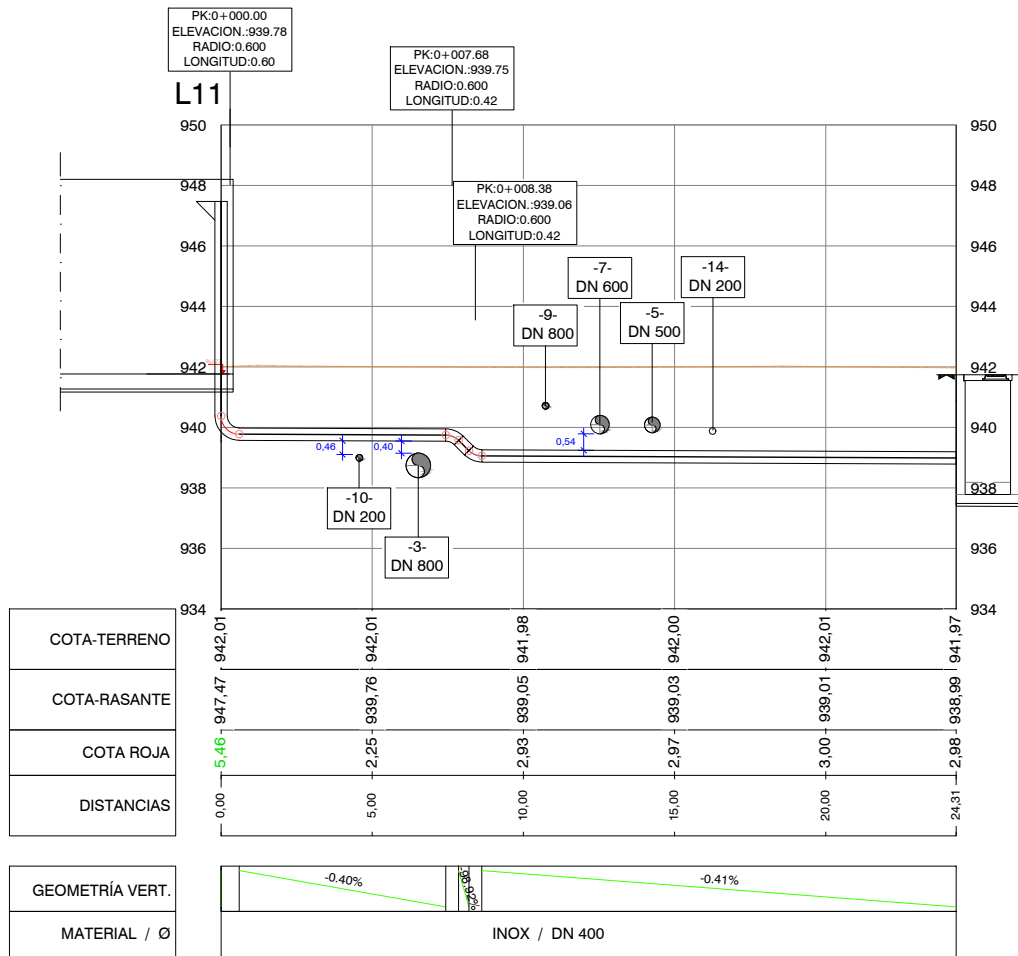 PK:0+000.00
ELEVACION.:939.78
RADIO:0.600
LONGITUD:0.60
PK:0+007.68
ELEVACION.:939.75
RADIO:0.600
LONGITUD:0.42
L11
950
950
948
948
PK:0+008.38
ELEVACION.:939.06
RADIO:0.600
LONGITUD:0.42
946
946
-7-
DN 600
-14-
DN 200
944
944
-9-
DN 800
-5-
DN 500
942
942
940
940
0,46
0,40
0,54
938
938
-10-
DN 200
-3-
DN 800
936
936
934
934
COTA-TERRENO
942,01
942,01
941,98
942,00
942,01
941,97
COTA-RASANTE
947,47
939,76
939,05
939,03
939,01
938,99
COTA ROJA
5,46
2,25
2,93
2,97
3,00
2,98
DISTANCIAS
0,00
5,00
10,00
15,00
20,00
24,31
GEOMETRÍA VERT.
-0.40%
-98.92%
-0.41%
MATERIAL / Ø
INOX / DN 400